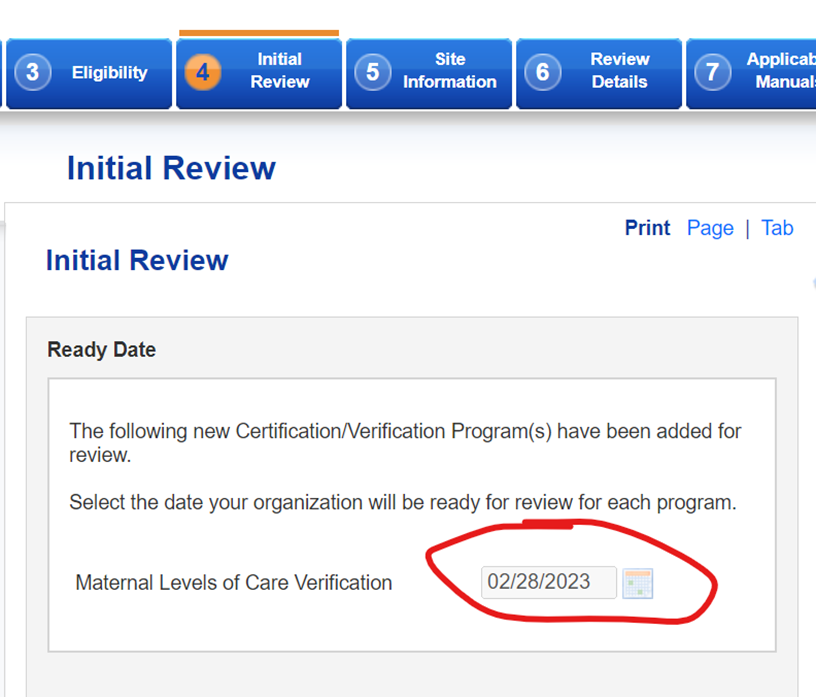 3 Eligibility
4 Initial Review
5 Site Information
6 Review Details
7
Initial Review
Print Page | Tab
Initial Review
Ready Date
The following new Certification/Verification Program(s) have been added for
review.
Select the date your organization will be ready for review for each program.
Maternal Levels of Care Verification 02/28/2023